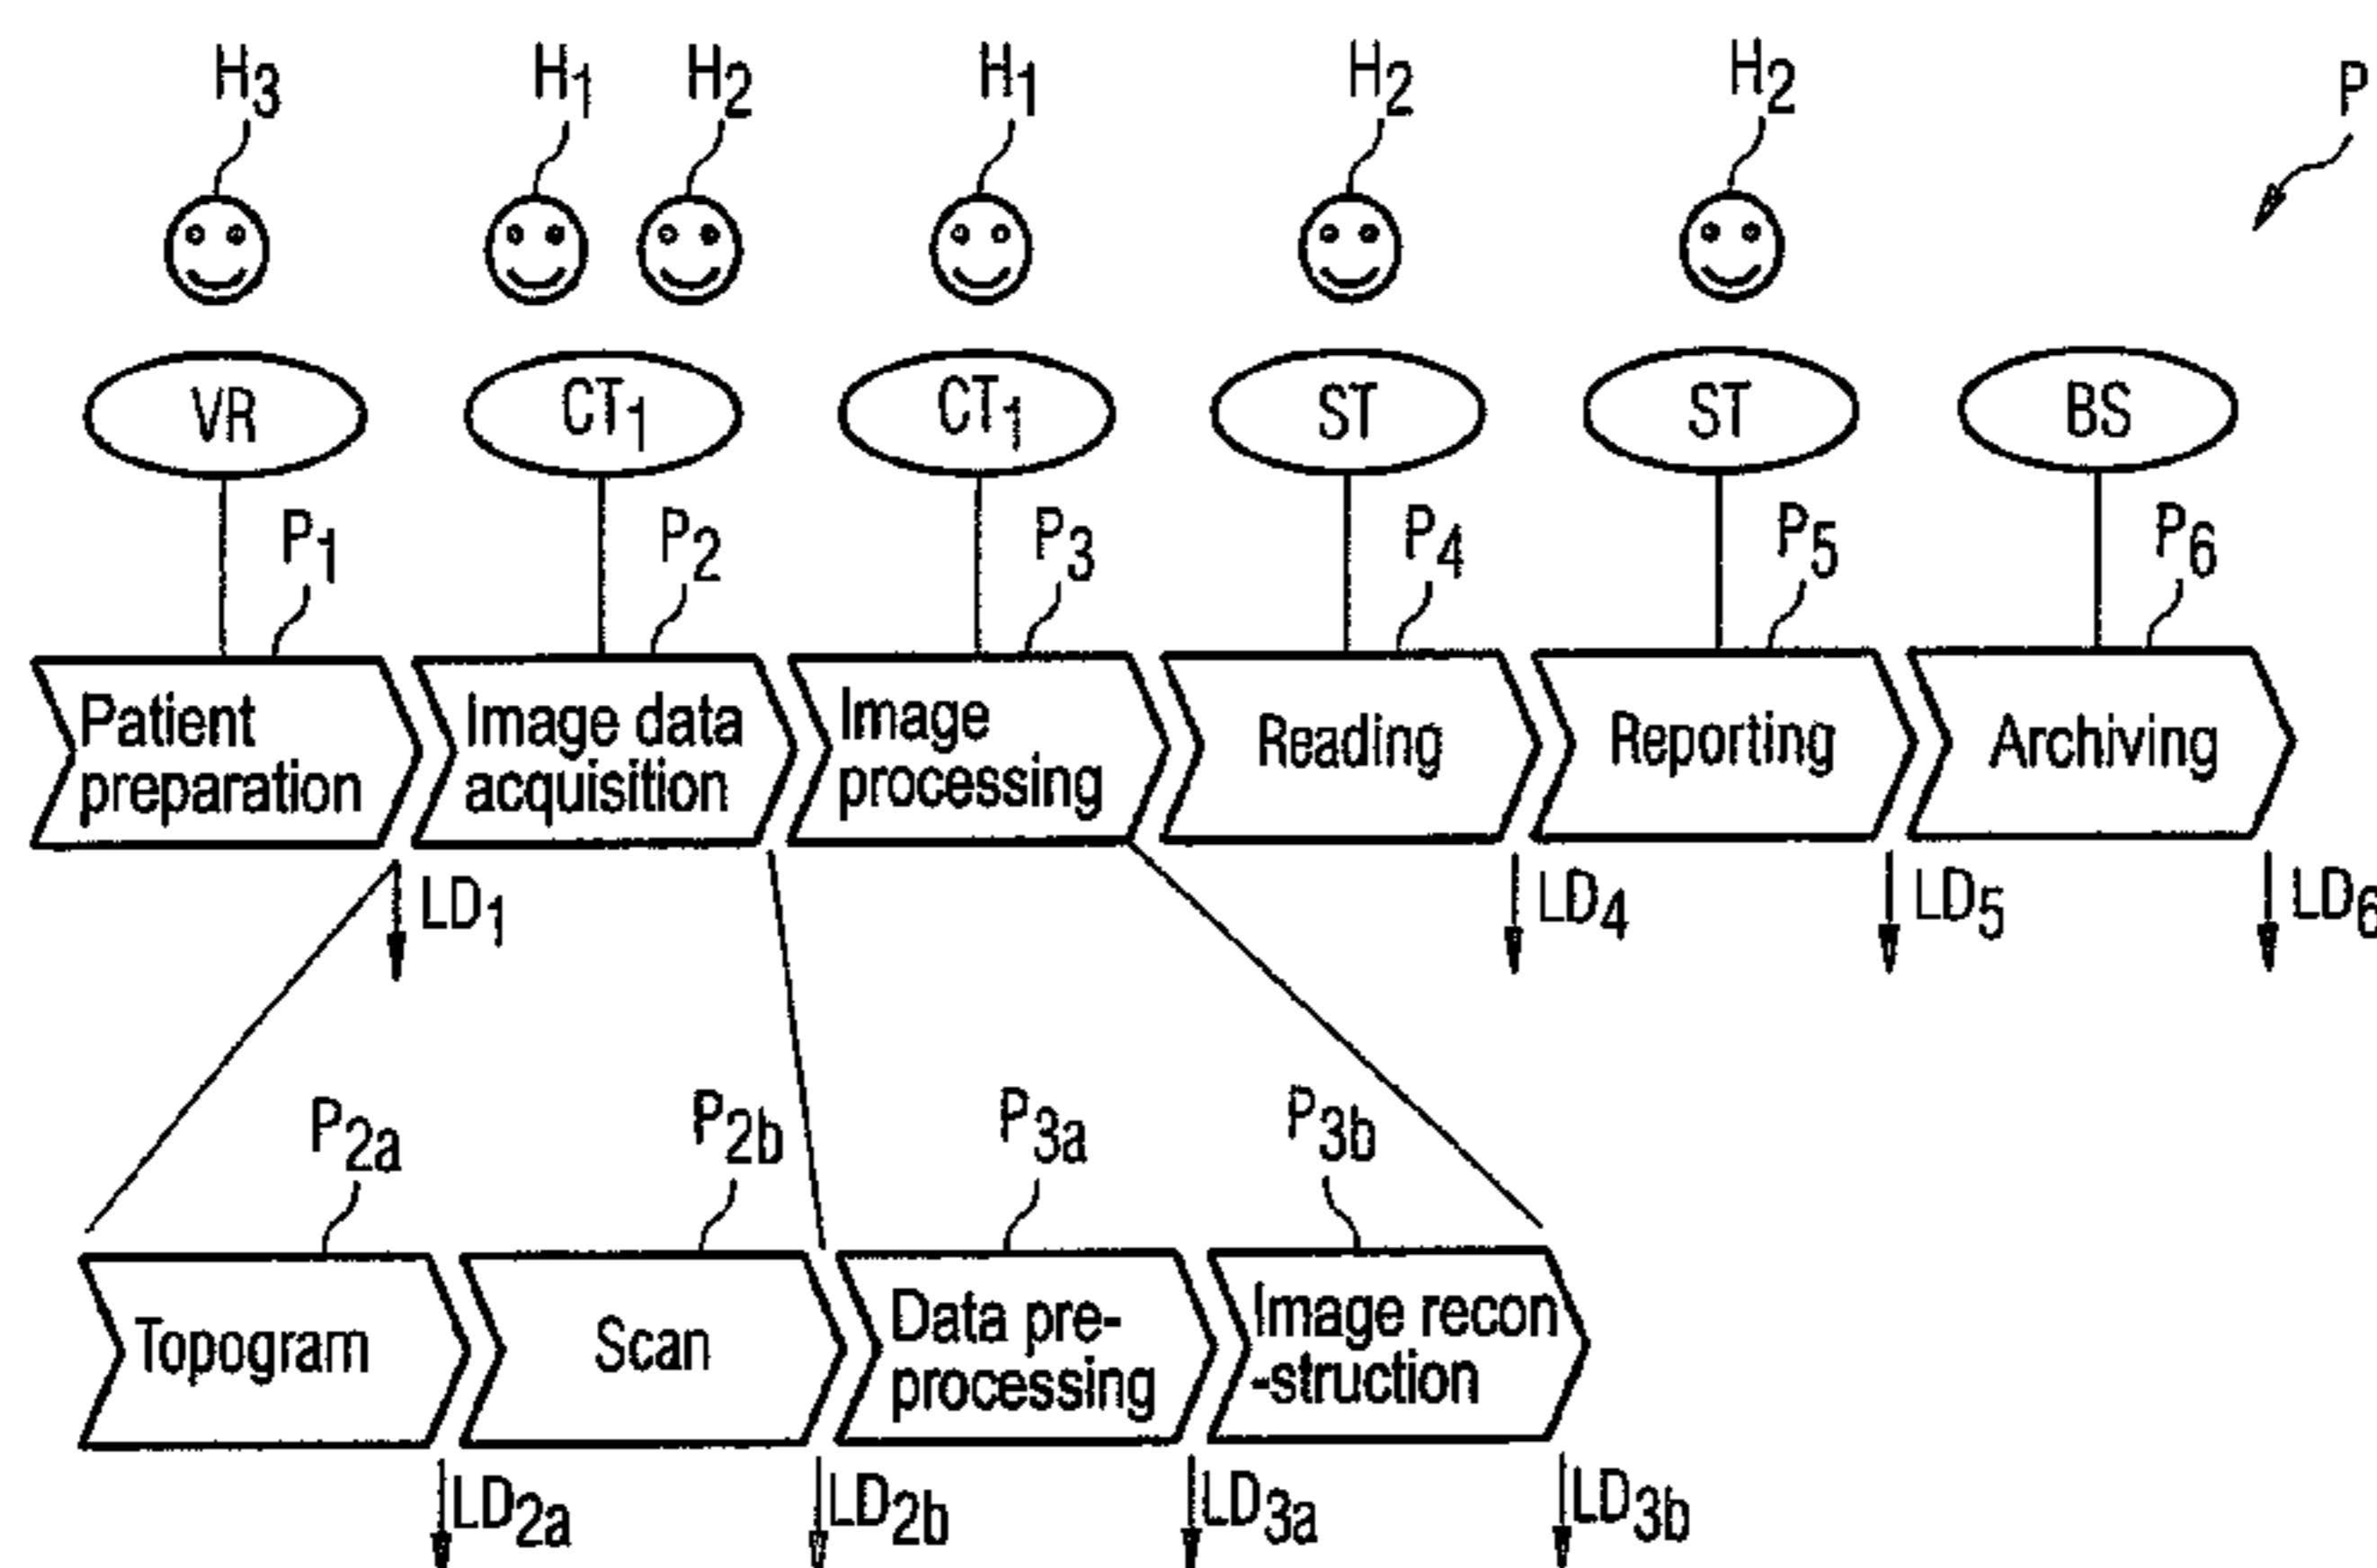 H3 H1 H2 H1 H2 H2 P
VR CT1 CT1 ST ST BS
P1 P2 P3 P4 P5 P6
Patient
preparation
Image data
acquisition
Image
processing
Reading
Reporting
Archiving
LD1 LD4 LD5 LD6
P2a P2b P3a P3b
Topogram
Scan
Data pre-
processing
Image recon
-struction
LD2a LD2b LD3a LD3b